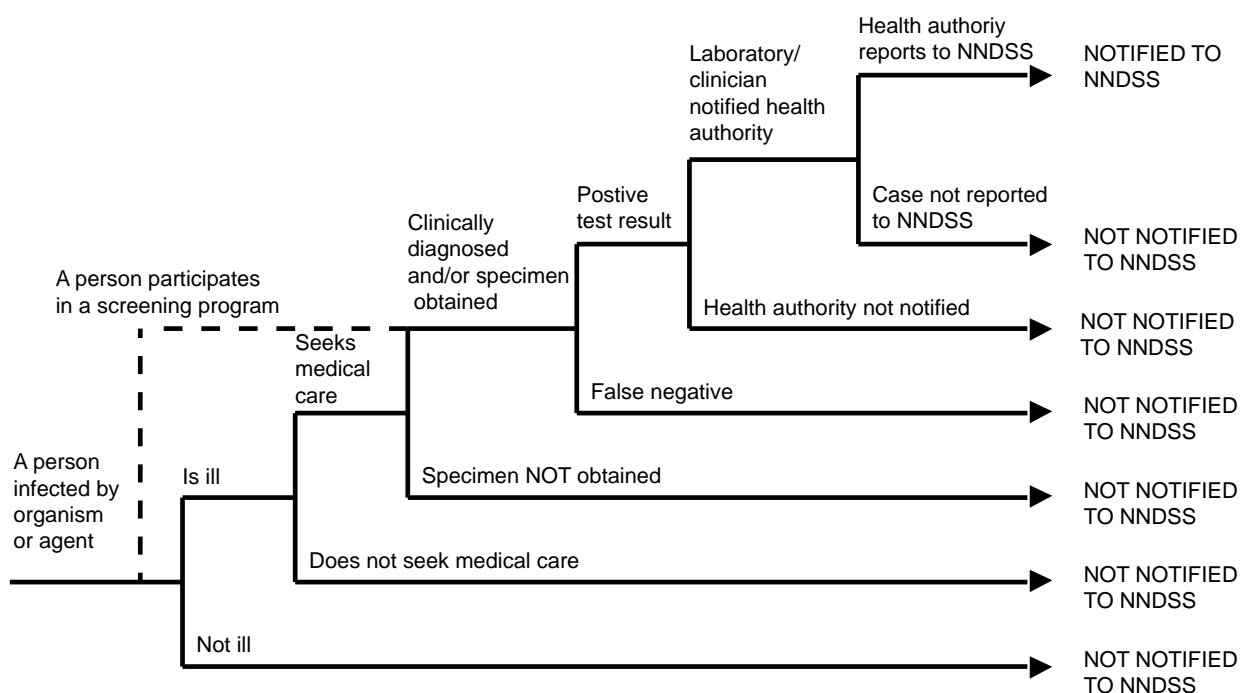 Health authoriy
reports to NNDSS
NOTIFIED TO
NNDSS
Laboratory/
clinician
notified health
authority
Case not reported
to NNDSS
NOT NOTIFIED
TO NNDSS
Postive
test result
Health authority not notified
NOT NOTIFIED
TO NNDSS
Clinically
diagnosed
and/or specimen
obtained
False negative
NOT NOTIFIED
TO NNDSS
A person participates
in a screening program
Seeks
medical
care
Specimen NOT obtained
NOT NOTIFIED
TO NNDSS
A person
infected by
organism
or agent
Is ill
Does not seek medical care
NOT NOTIFIED
TO NNDSS
Not ill
NOT NOTIFIED
TO NNDSS